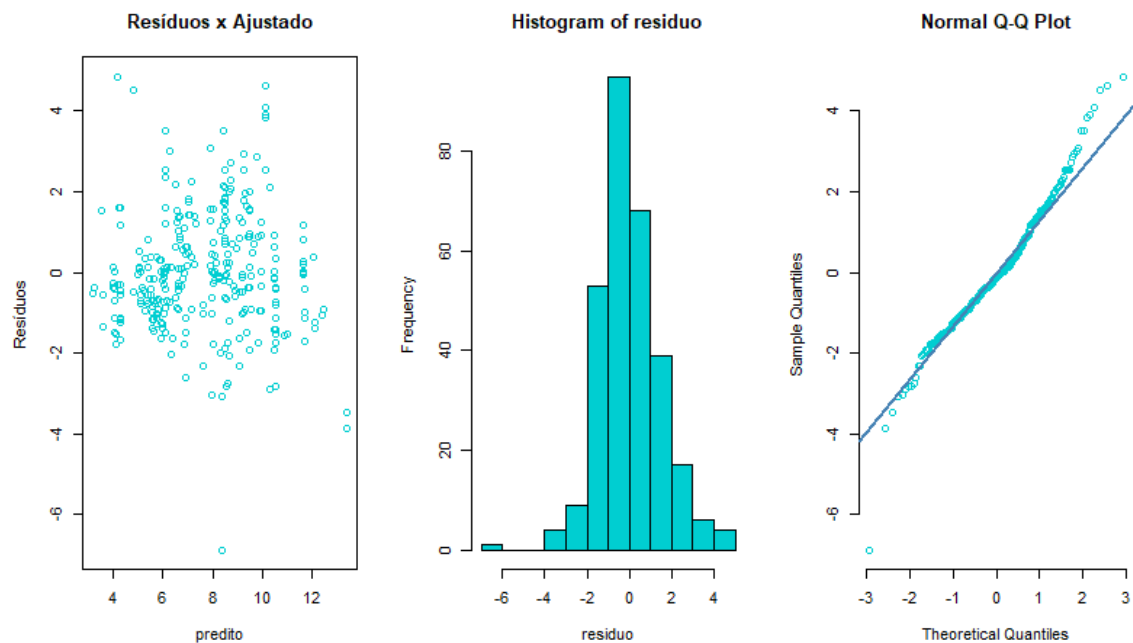 Resíduos x Ajustado
Resíduos
4
2
0
-2
-4
-6
4 6 8 10 12
predito
Histogram of residuo
Frequency
80
60
40
20
0
-6 -4 -2 0 2 4
residuo
Normal Q-Q Plot
Sample Quantiles
4
2
0
-2
-4
-6
-3 -2 -1 0 1 2 3
Theoretical Quantiles